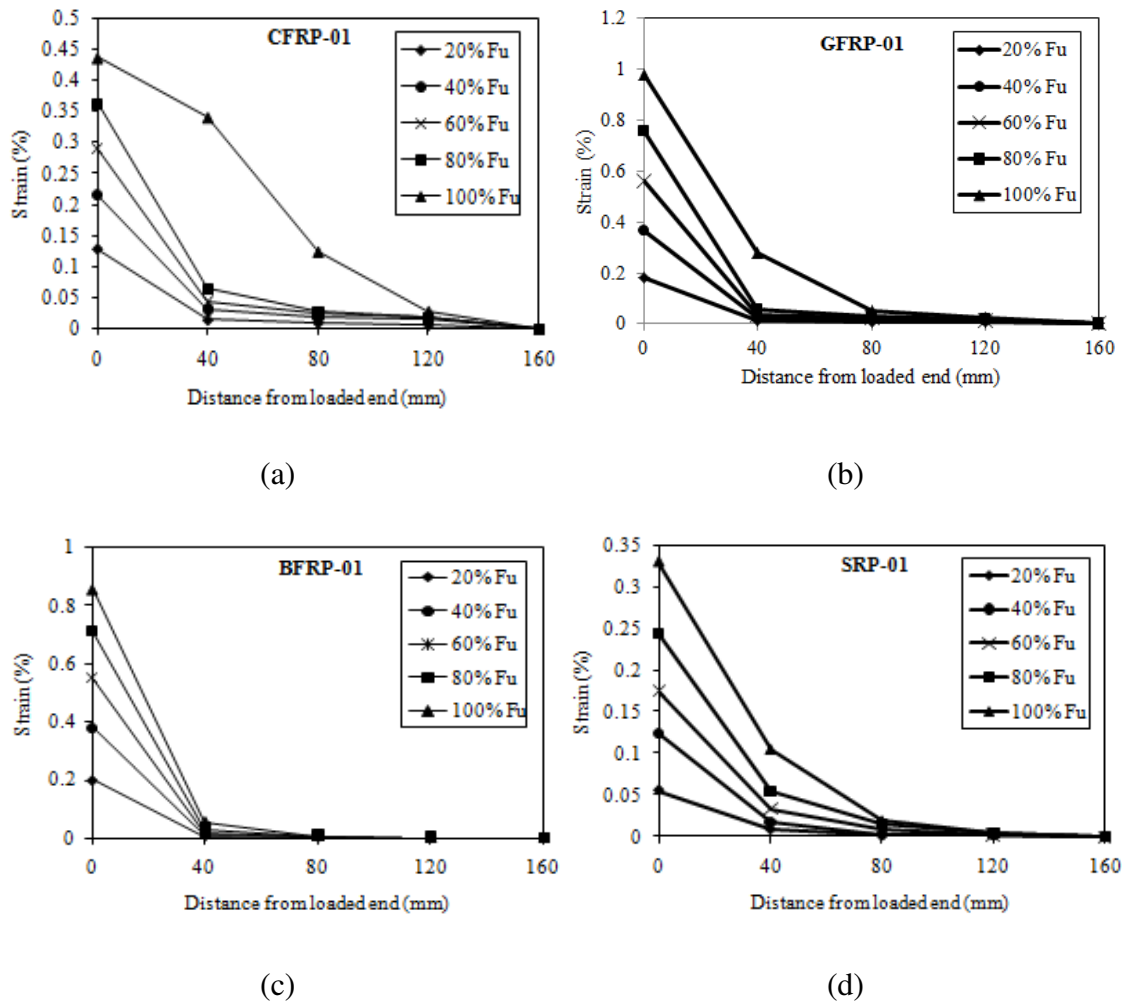 CFRP-01
0.5
0.45
0.4
0.35
0.3
0.25
0.2
0.15
0.1
0.05
0
Strain (%)
20% Fu
40% Fu
60% Fu
80% Fu
100% Fu
0 40 80 120 160
Distance from loaded end (mm)
(a)
GFRP-01
1.2
1
0.8
0.6
0.4
0.2
0
Strain (%)
20% Fu
40% Fu
60% Fu
80% Fu
100% Fu
0 40 80 120 160
Distance from loaded end (mm)
(b)
BFRP-01
1
0.8
0.6
0.4
0.2
0
Strain (%)
20% Fu
40% Fu
60% Fu
80% Fu
100% Fu
0 40 80 120 160
Distance from loaded end (mm)
(c)
SRP-01
0.35
0.3
0.25
0.2
0.15
0.1
0.05
0
Strain (%)
20% Fu
40% Fu
60% Fu
80% Fu
100% Fu
0 40 80 120 160
Distance from loaded end (mm)
(d)